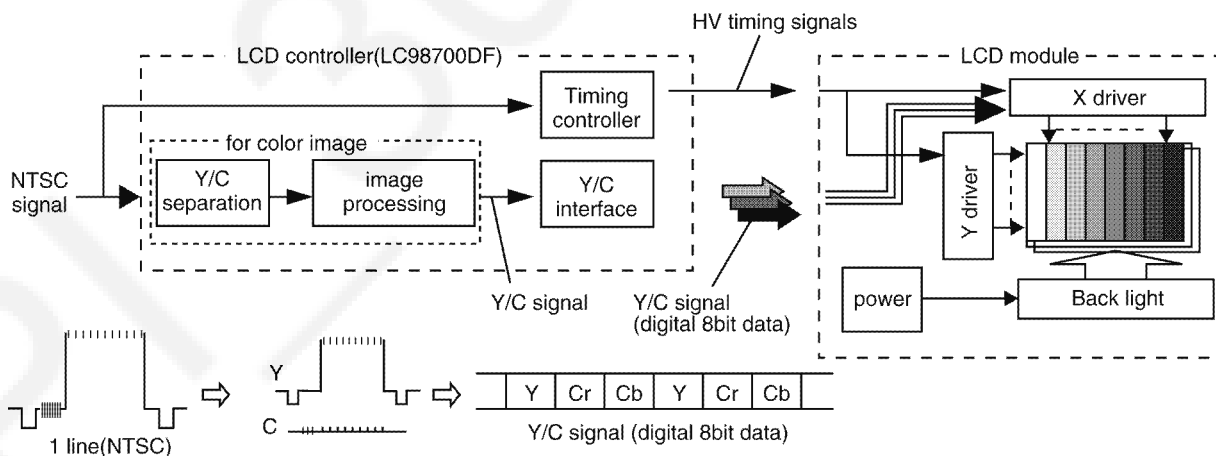 HV timing signals
LCD controller(LC98700DF)
LCD module
Timing
controller
X driver
for color image
NTSC
signal
Y/C
separation
image
processing
Y/C
interface
Y driver
Y/C signal
Y/C signal
(digital 8bit data)
power
Back light
Y
C
Y Cr Cb Y Cr Cb
1 line(NTSC)
Y/C signal (digital 8bit data)